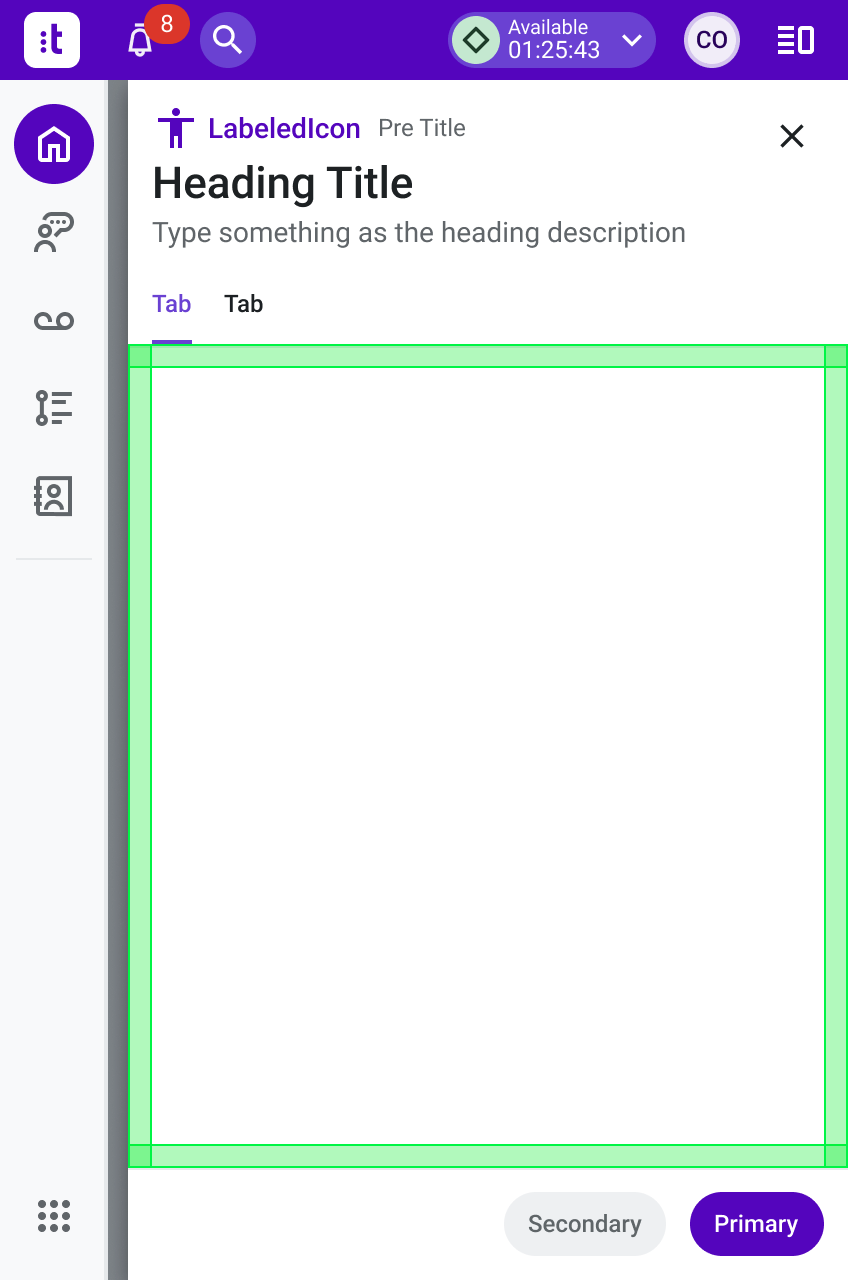 :t
8
Available
01:25:43
CO
LabeledIcon Pre Title
Heading Title
Type something as the heading description
Tab Tab
Secondary Primary